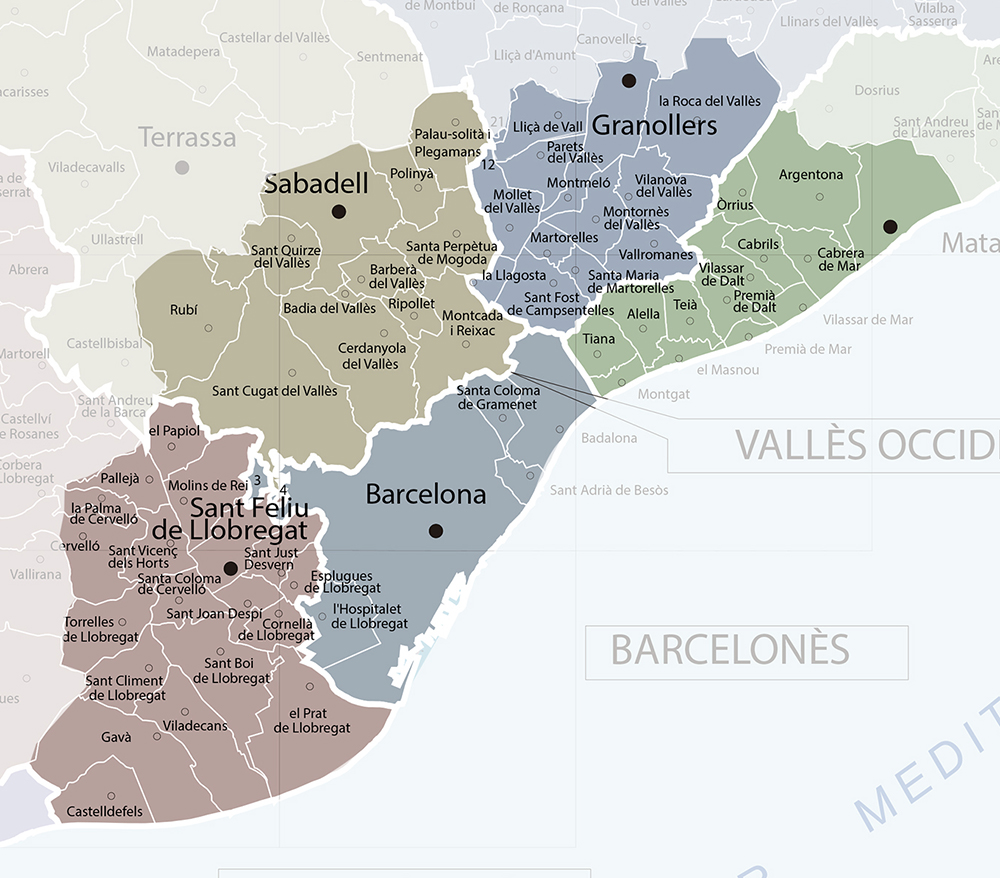 de Montbui
de Ronçana
del Vallès
Vilalba
Sasserra
Llinars del Vallès
Castellar del Vallès
Canovelles
Matadepera
Sentmenat
Lliçà d'Amunt
Dosrius
la Roca del Vallès
21
Lliçà de Vall
Granollers
Sant Andreu
de Llavaneres
Terrassa
Palau-solità i
Plegamans
12
Parets
del Vallès
Viladecavalls
Polinyà
Argentona
Sabadell
Montmeló
Vilanova
del Vallès
Mollet
del Vallès
Òrrius
Montornès
del Vallès
Ullastrell
Sant Quirze
del Vallès
Santa Perpètua
de Mogoda
Martorelles
Cabrils
Cabrera
de Mar
Mata
Vallromanes
Abrera
Barberà
del Vallès
la Llagosta
Santa Maria
de Martorelles
Vilassar
de Dalt
Rubí
Badia del Vallès
Ripollet
Sant Fost
de Campsentelles
Premià
de Dalt
Montcada
i Reixac
Alella
Teià
Vilassar de Mar
Castellbisbal
Tiana
Martorell
Cerdanyola
del Vallès
Premià de Mar
el Masnou
Sant Cugat del Vallès
Santa Coloma
de Gramenet
Montgat
Sant Andreu
de la Barca
Castellví
de Rosanes
el Papiol
Badalona
VALLÈS OCCID
Pallejà
Molins de Rei
3
4
Barcelona
Sant Adrià de Besòs
la Palma
de Cervelló
Sant Feliu
de Llobregat
Cervelló
Sant Vicenç
dels Horts
Sant Just
Desvern
Vallirana
Santa Coloma
de Cervelló
Esplugues
de Llobregat
Torrelles
de Llobregat
Sant Joan Despí
Cornellà
de Llobregat
l'Hospitalet
de Llobregat
BARCELONÈS
Sant Boi
de Llobregat
Sant Climent
de Llobregat
el Prat
de Llobregat
Viladecans
Gavà
MEDIT
Castelldefels